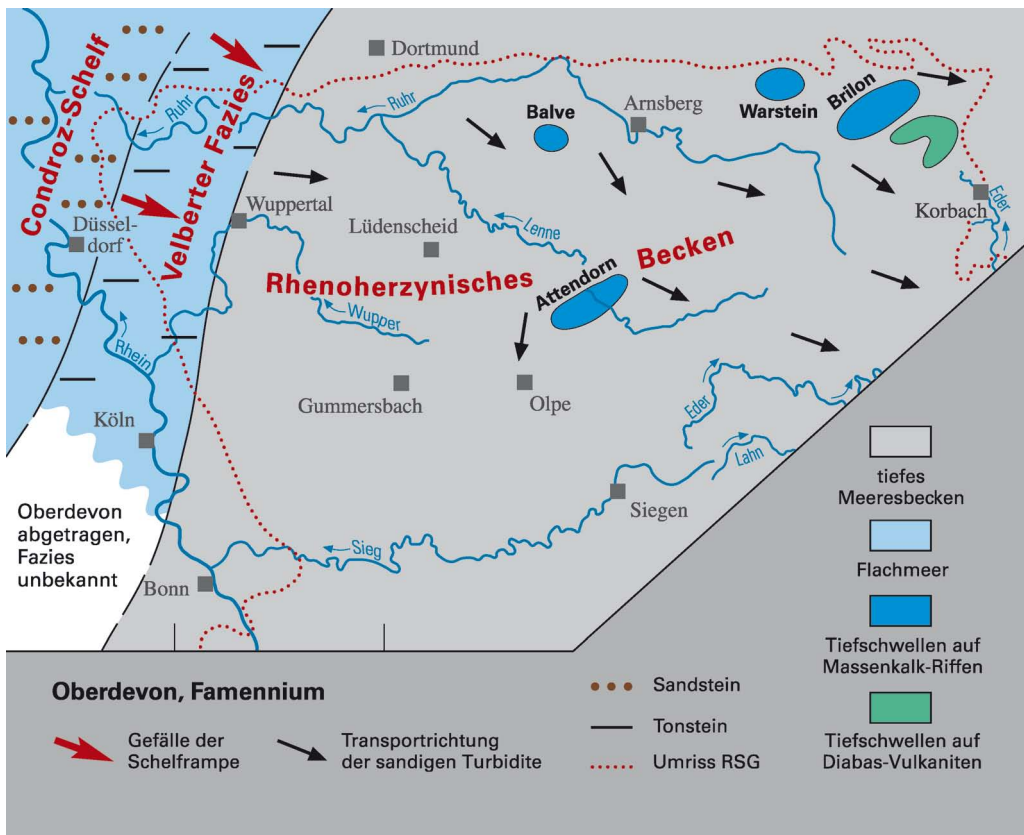 Condroz-Schelf
Velberter Fazies
Dortmund
Ruhr
Ruhr
Balve
Arnsberg
Warstein
Brilon
Korbach
Eder
Düssel-
dorf
Wuppertal
Lüdenscheid
Lenne
Rhenoherzynisches
Becken
Attendorn
Wupper
Rhein
Gummersbach
Olpe
Eder
Lahn
Köln
Siegen
Sieg
Bonn
Oberdevon
abgetragen,
Fazies
unbekannt
tiefes
Meeresbecken
Flachmeer
Tiefschwellen auf
Massenkalk-Riffen
Tiefschwellen auf
Diabas-Vulkaniten
Oberdevon, Famennium
Gefälle der
Schelframpe
Transportrichtung
der sandigen Turbidite
Sandstein
Tonstein
Umriss RSG